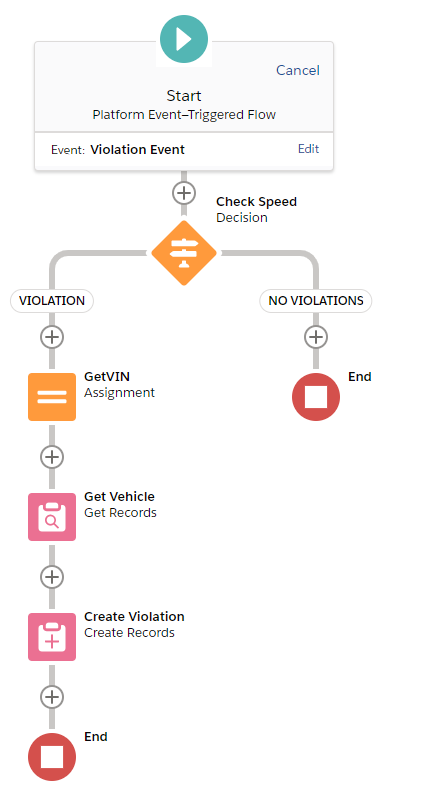 Cancel
Start
Platform Event–Triggered Flow
Event: Violation Event Edit
Check Speed
Decision
VIOLATION NO VIOLATIONS
GetVIN
Assignment
End
Get Vehicle
Get Records
Create Violation
Create Records
End